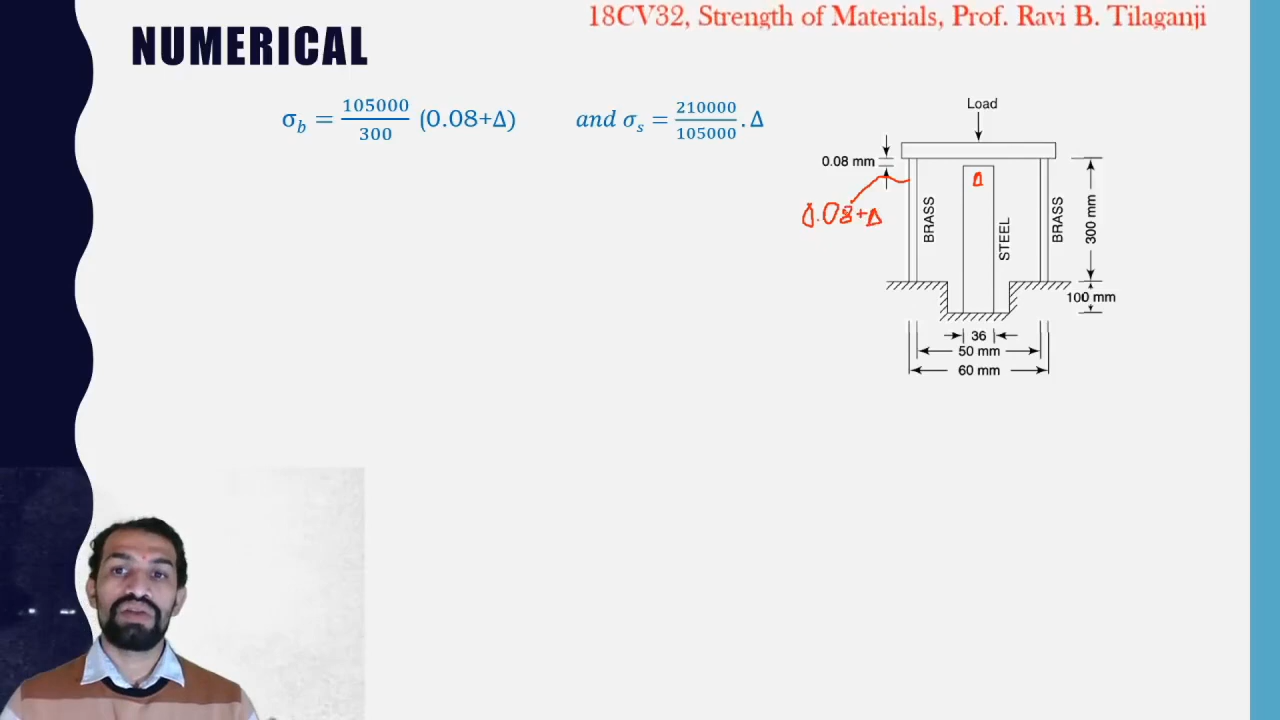 18CV32, Strength of Materials, Prof. Ravi B. Tilaganji
NUMERICAL
σ_b = 105000/300 (0.08+Δ) and σ_s = 210000/105000 . Δ
Load
0.08 mm
Δ
0.08+Δ
BRASS
STEEL
BRASS
300 mm
100 mm
36
50 mm
60 mm